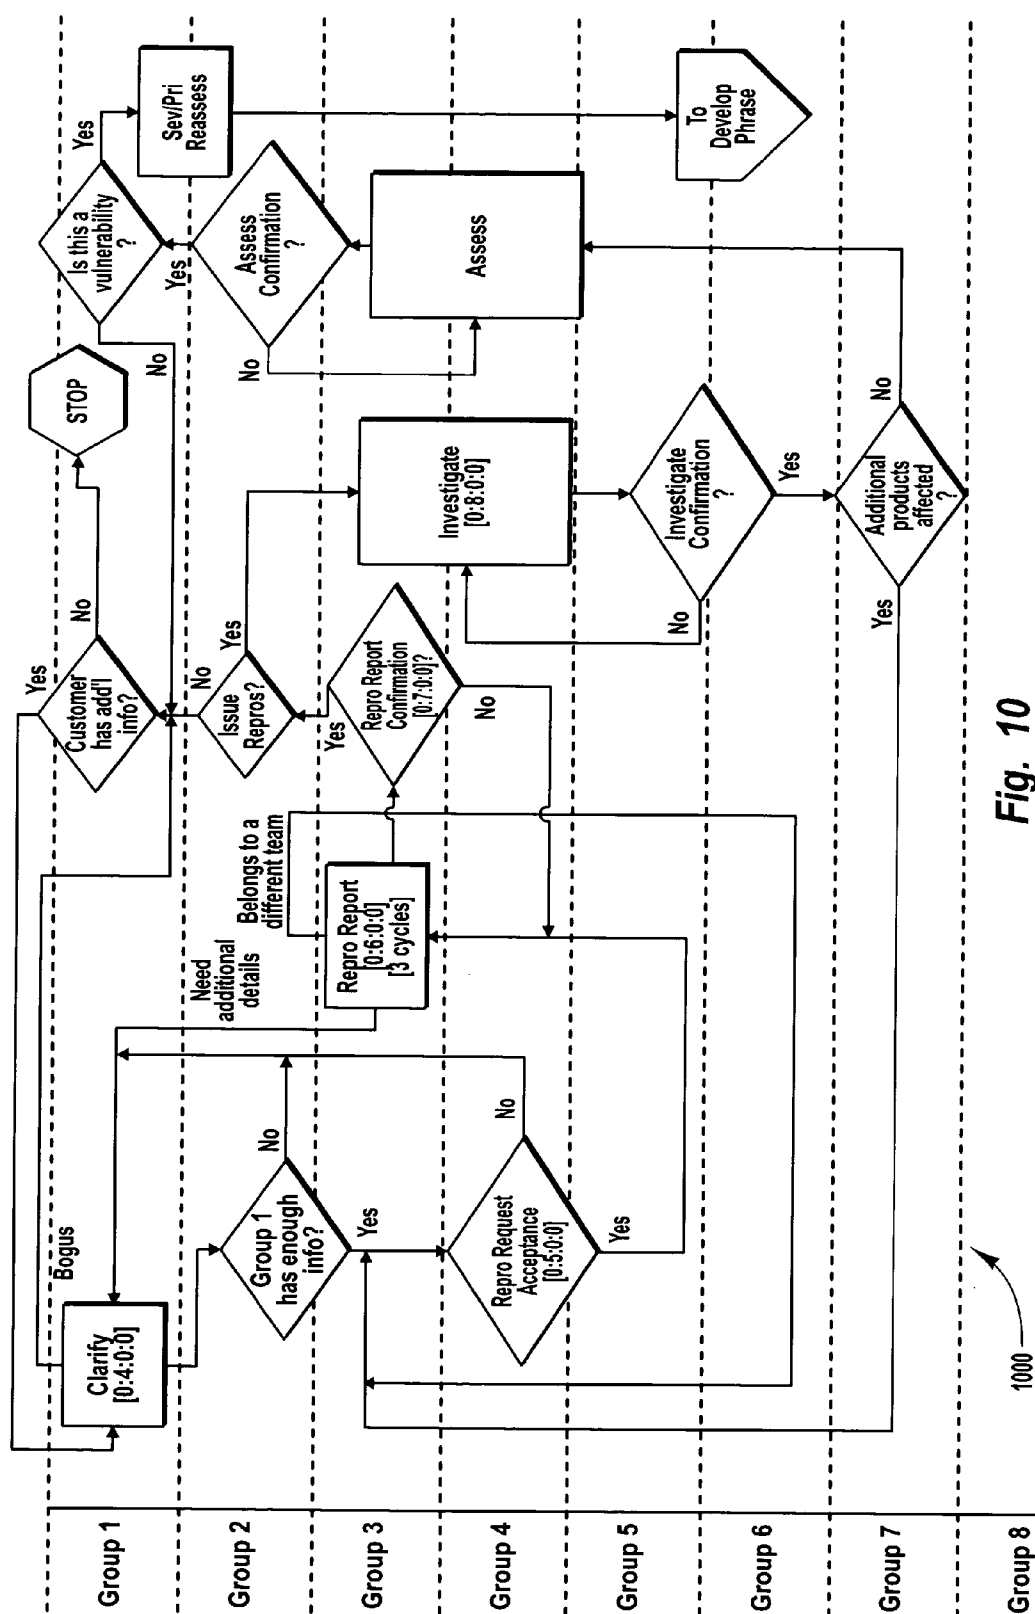 Group 1
Group 2
Group 3
Group 4
Group 5
Group 6
Group 7
Group 8
Clarify
[0:4:0:0]
Bogus
Group 1
has enough
info?
No
Yes
Repro Request
Acceptance
[0:5:0:0]
No
Yes
Need
additional
details
Belongs to a
different team
Repro Report
[0:6:0:0]
[3 cycles]
Repro Report
Confirmation
[0:7:0:0]?
Yes
No
Issue
Repros?
No
Yes
Customer
has add'l
info?
Yes
No
STOP
Investigate
[0:8:0:0]
Investigate
Confirmation
?
No
Yes
Additional
products
affected
?
Yes
No
Assess
Assess
Confirmation
?
No
Yes
Is this a
vulnerability
?
No
Yes
Sev/Pri
Reassess
To
Develop
Phrase
1000
Fig. 10